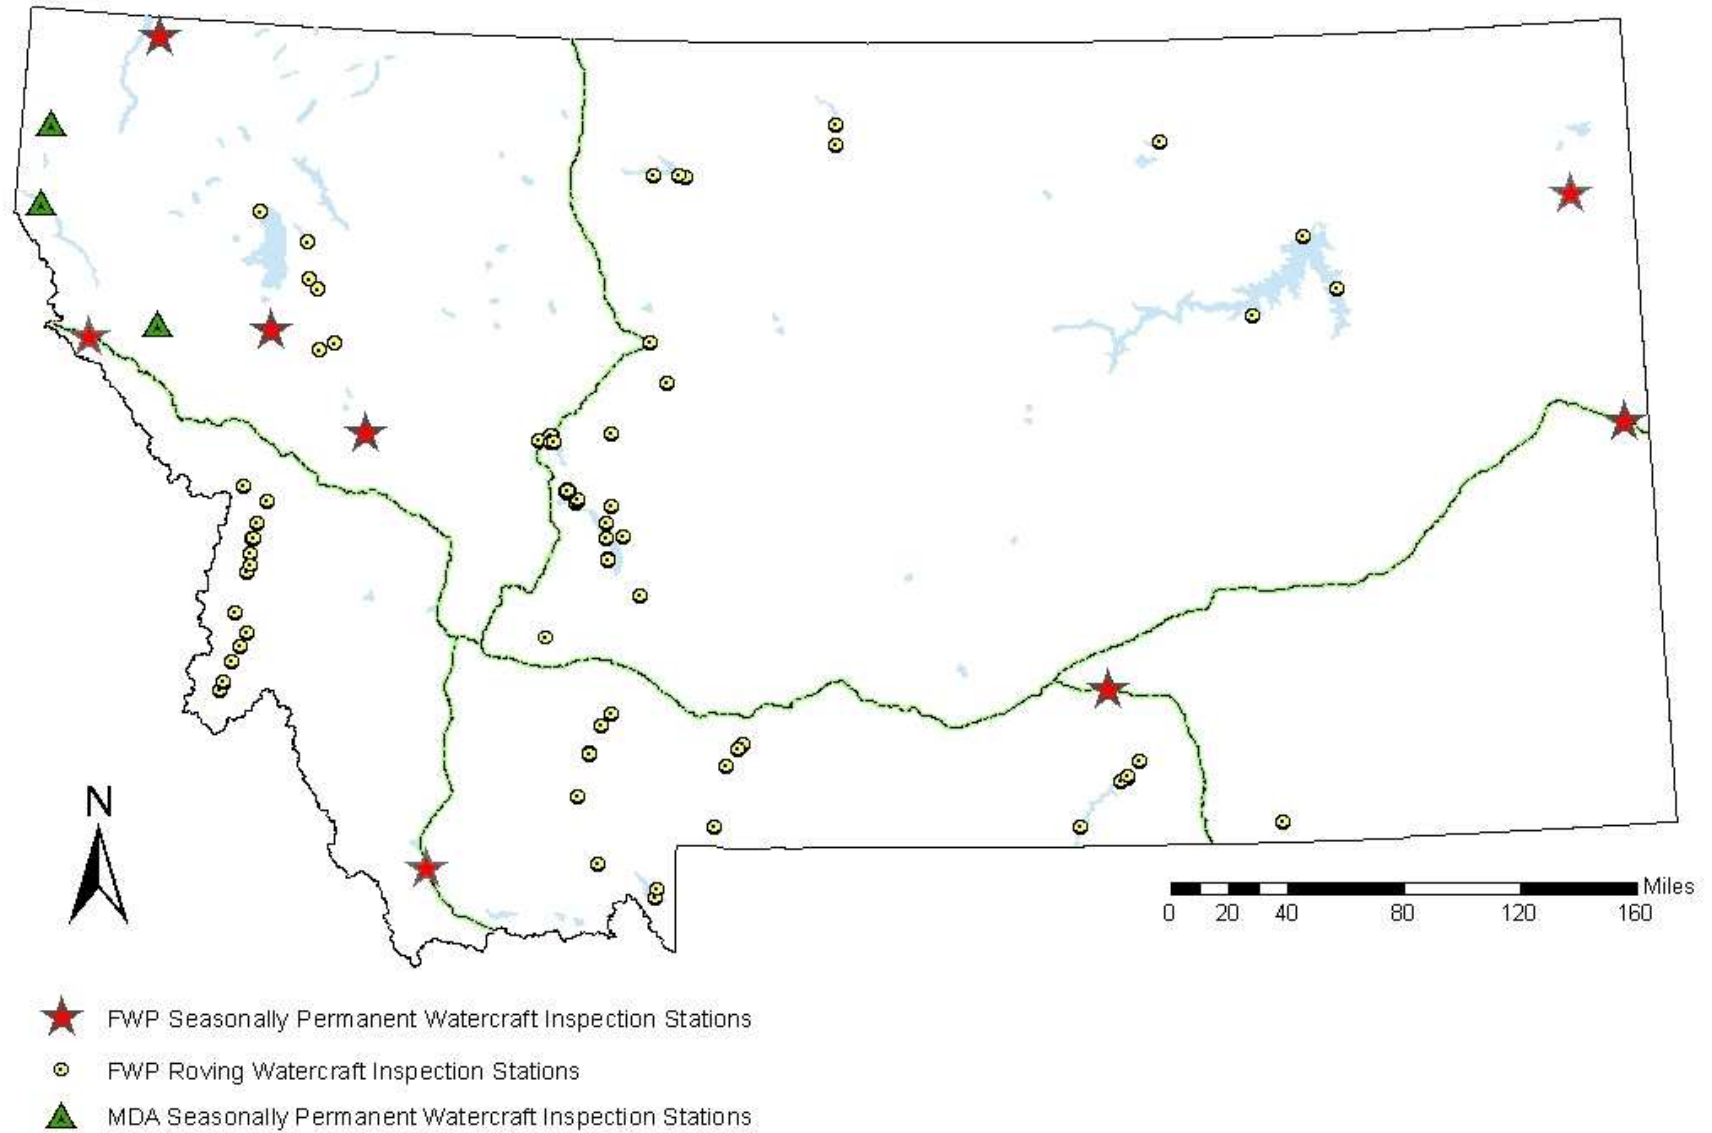 N
Miles
0 20 40 80 120 160
FWP Seasonally Permanent Watercraft Inspection Stations
FWP Roving Watercraft Inspection Stations
MDA Seasonally Permanent Watercraft Inspection Stations